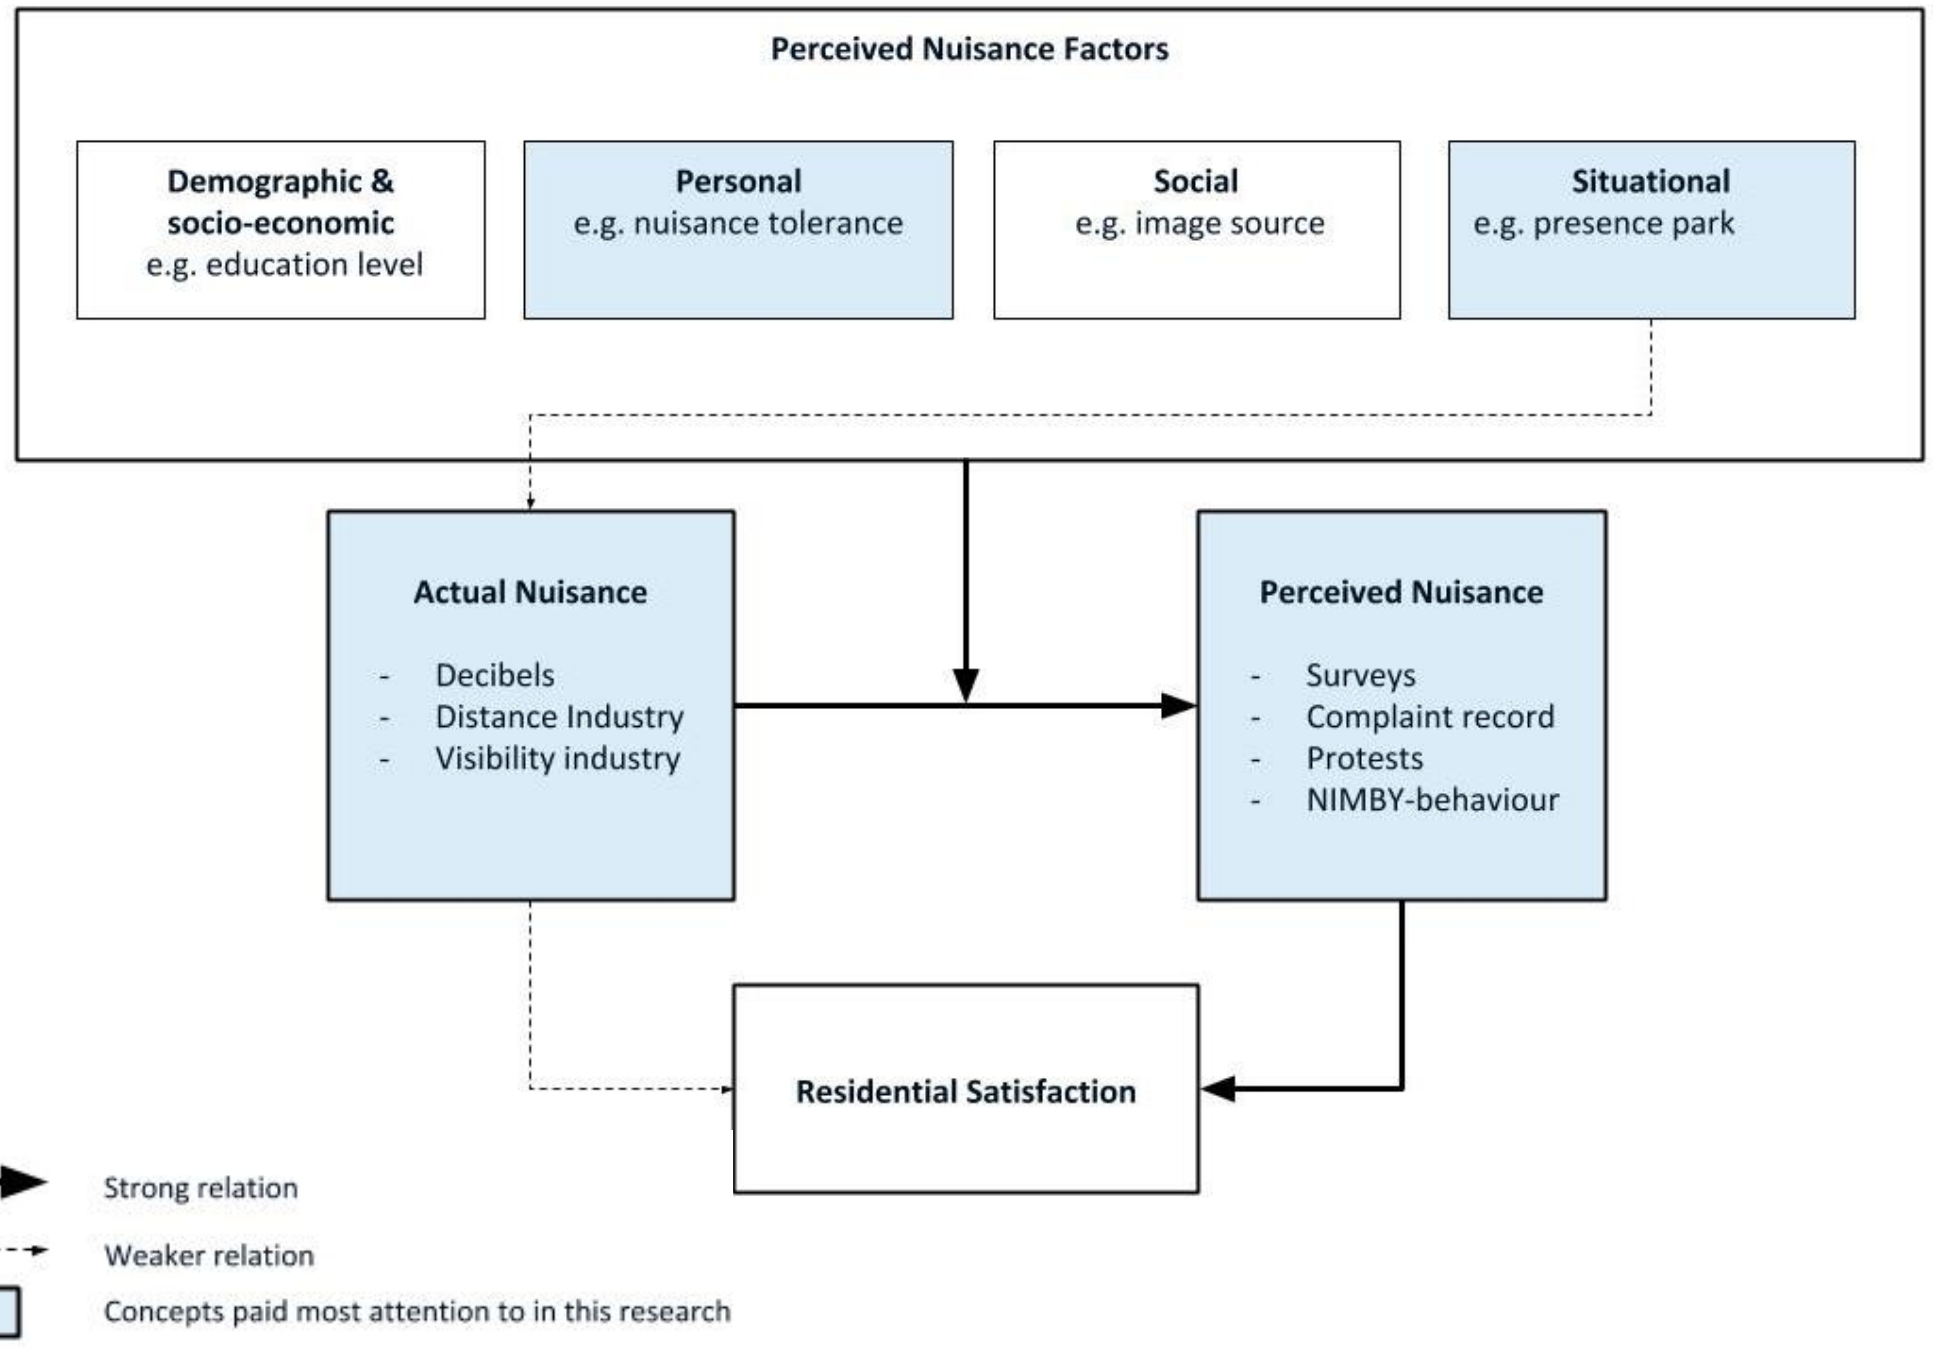 Perceived Nuisance Factors
Demographic &
socio-economic
e.g. education level
Personal
e.g. nuisance tolerance
Social
e.g. image source
Situational
e.g. presence park
Actual Nuisance
- Decibels
- Distance Industry
- Visibility industry
Perceived Nuisance
- Surveys
- Complaint record
- Protests
- NIMBY-behaviour
Residential Satisfaction
Strong relation
Weaker relation
Concepts paid most attention to in this research